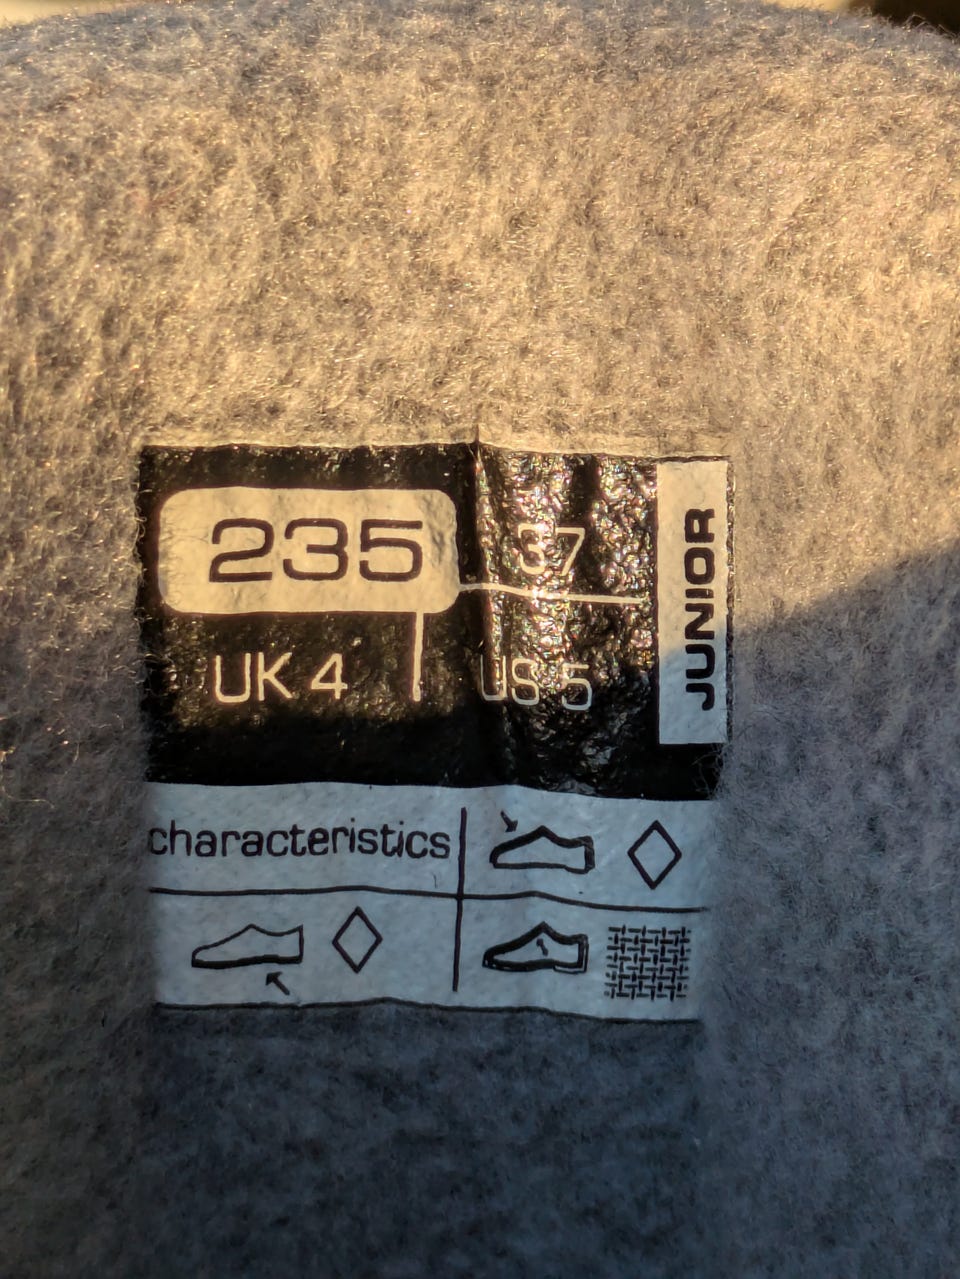 235
37
UK 4
US 5
JUNIOR
characteristics